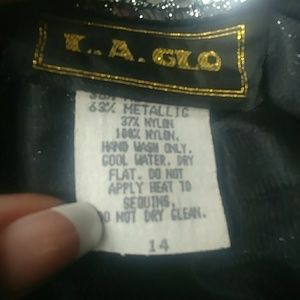 L.A. GLO
63% METALLIC
37% NYLON
100% NYLON.
HAND WASH ONLY.
COOL WATER. DRY
FLAT. DO NOT
APPLY HEAT TO
SEQUINS.
DO NOT DRY CLEAN.
14